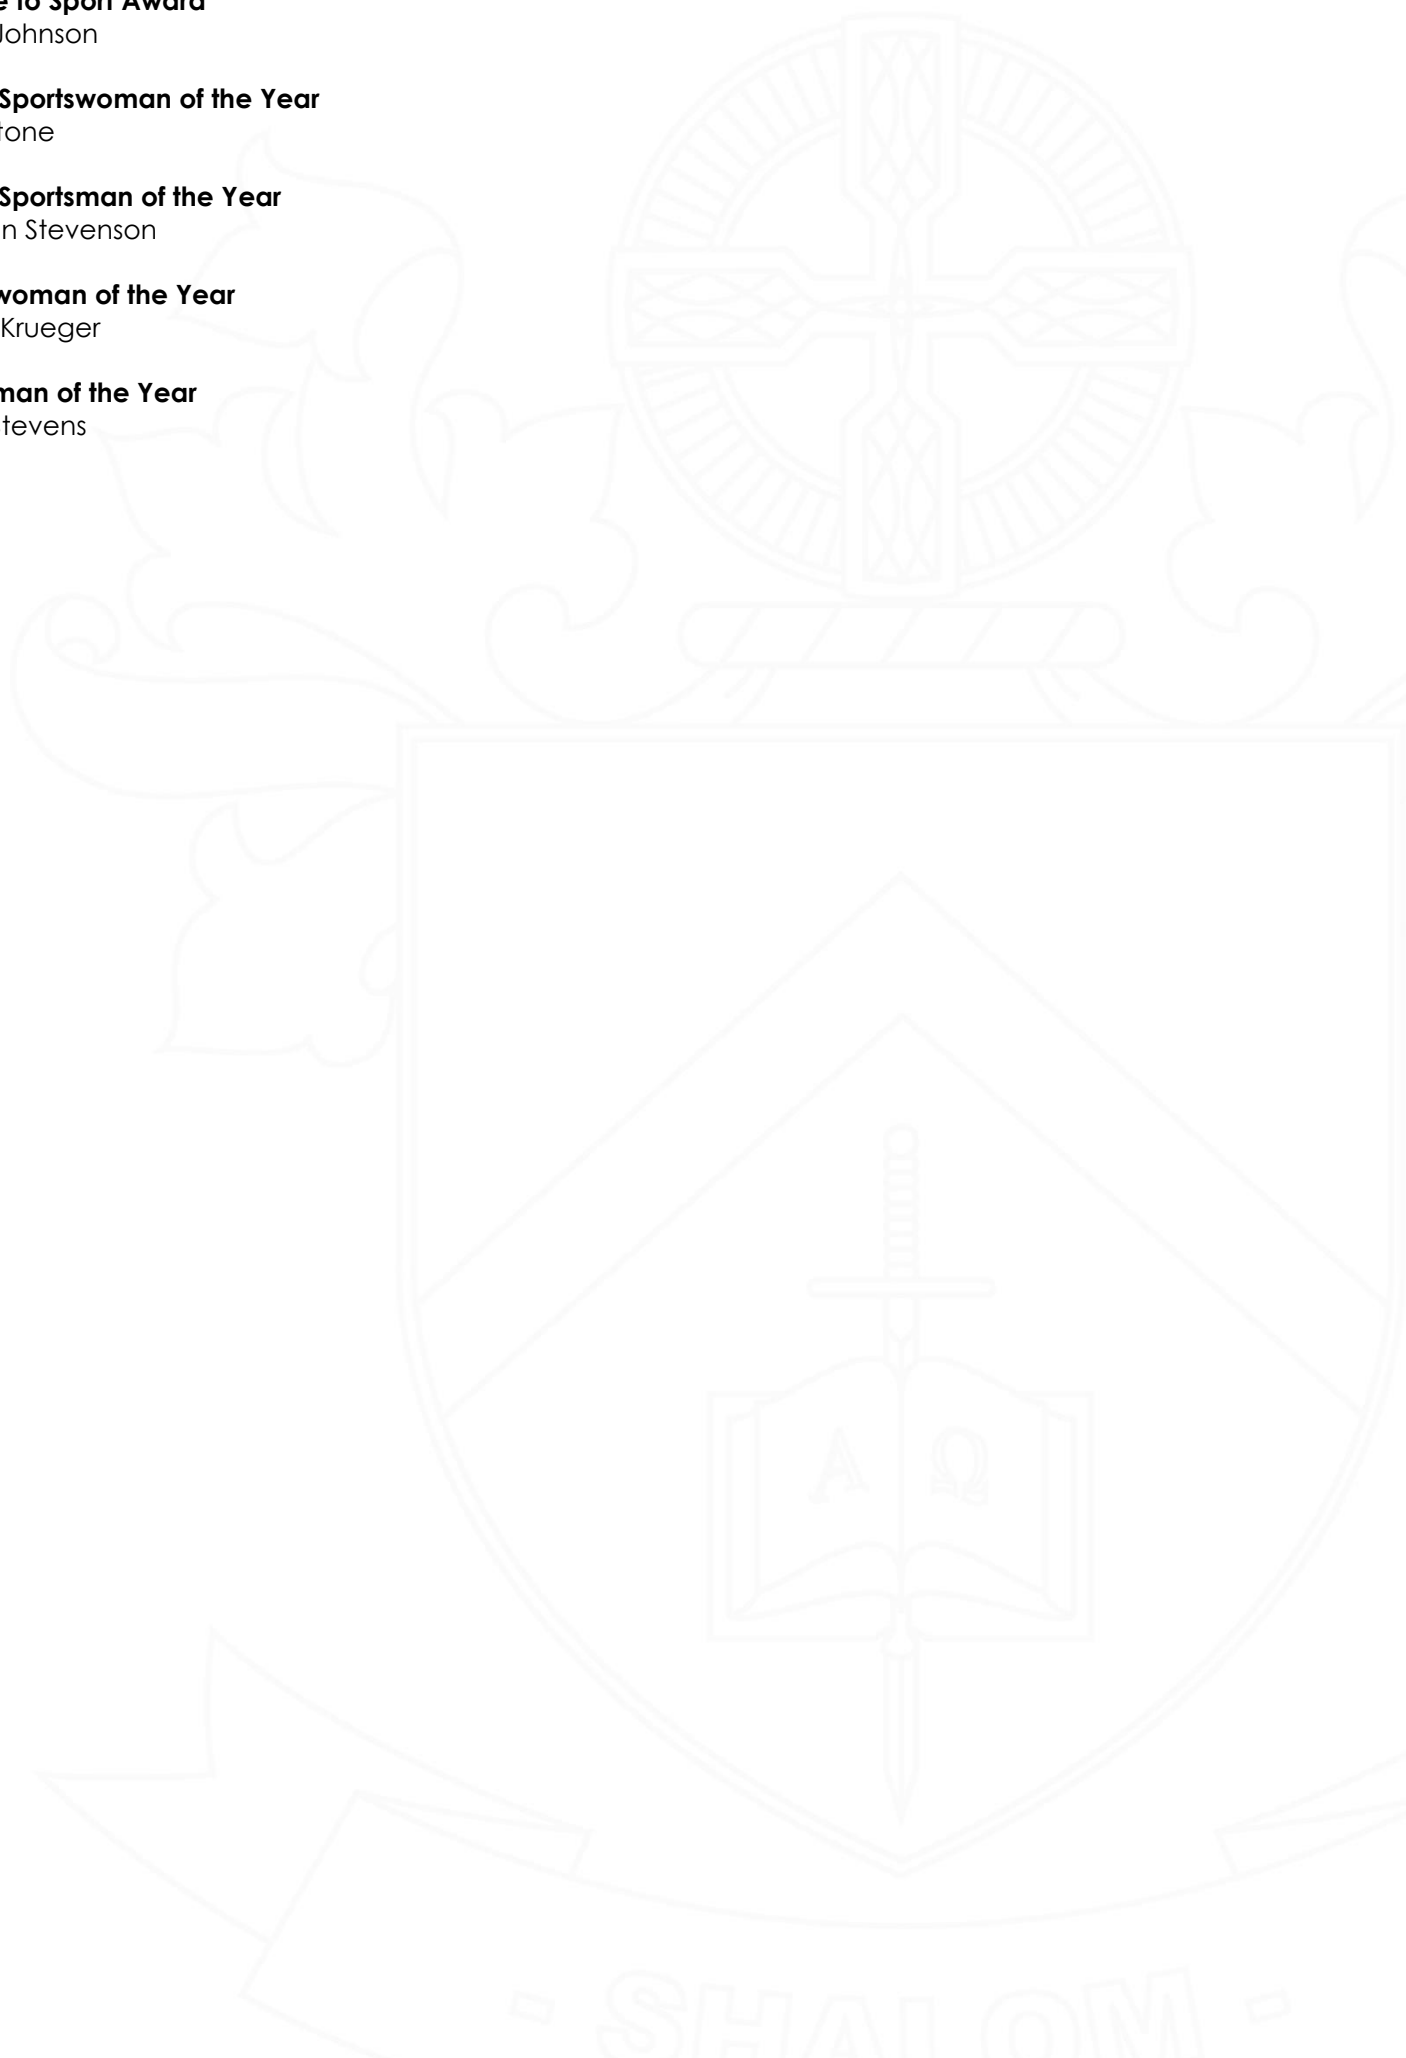 to Sport Award
Johnson
Sportswoman of the Year
tone
Sportsman of the Year
n Stevenson
woman of the Year
Krueger
man of the Year
tevens
Α Ω
- SHALOM -